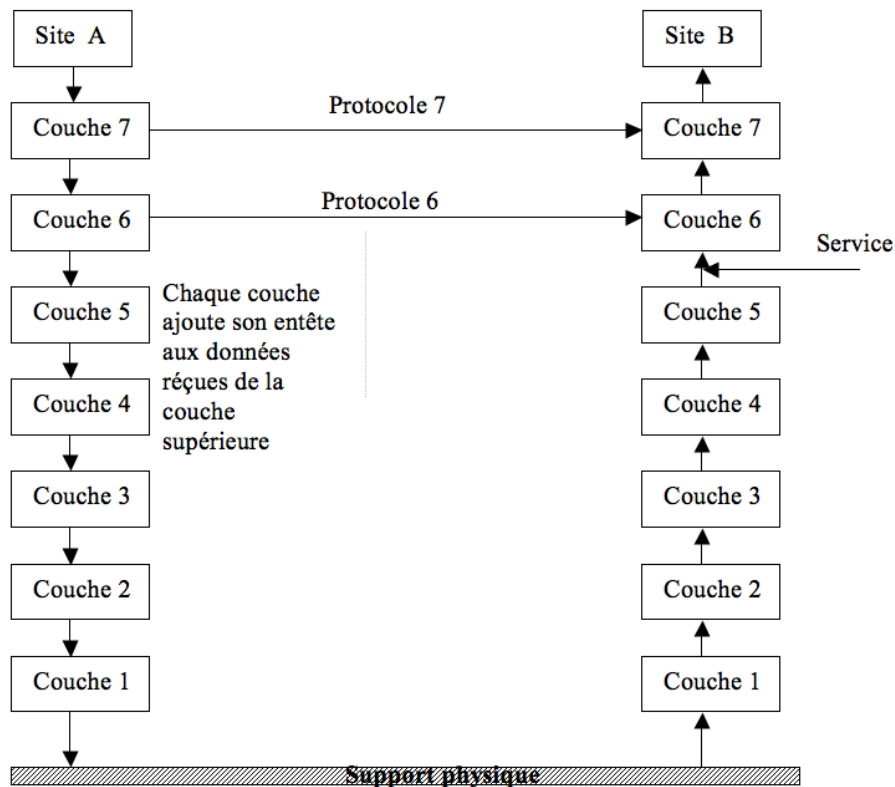 Site A
Site B
Couche 7
Protocole 7
Couche 7
Couche 6
Protocole 6
Couche 6
Service
Couche 5
Chaque couche
ajoute son entête
aux données
réçues de la
couche
supérieure
Couche 5
Couche 4
Couche 4
Couche 3
Couche 3
Couche 2
Couche 2
Couche 1
Couche 1
Support physique